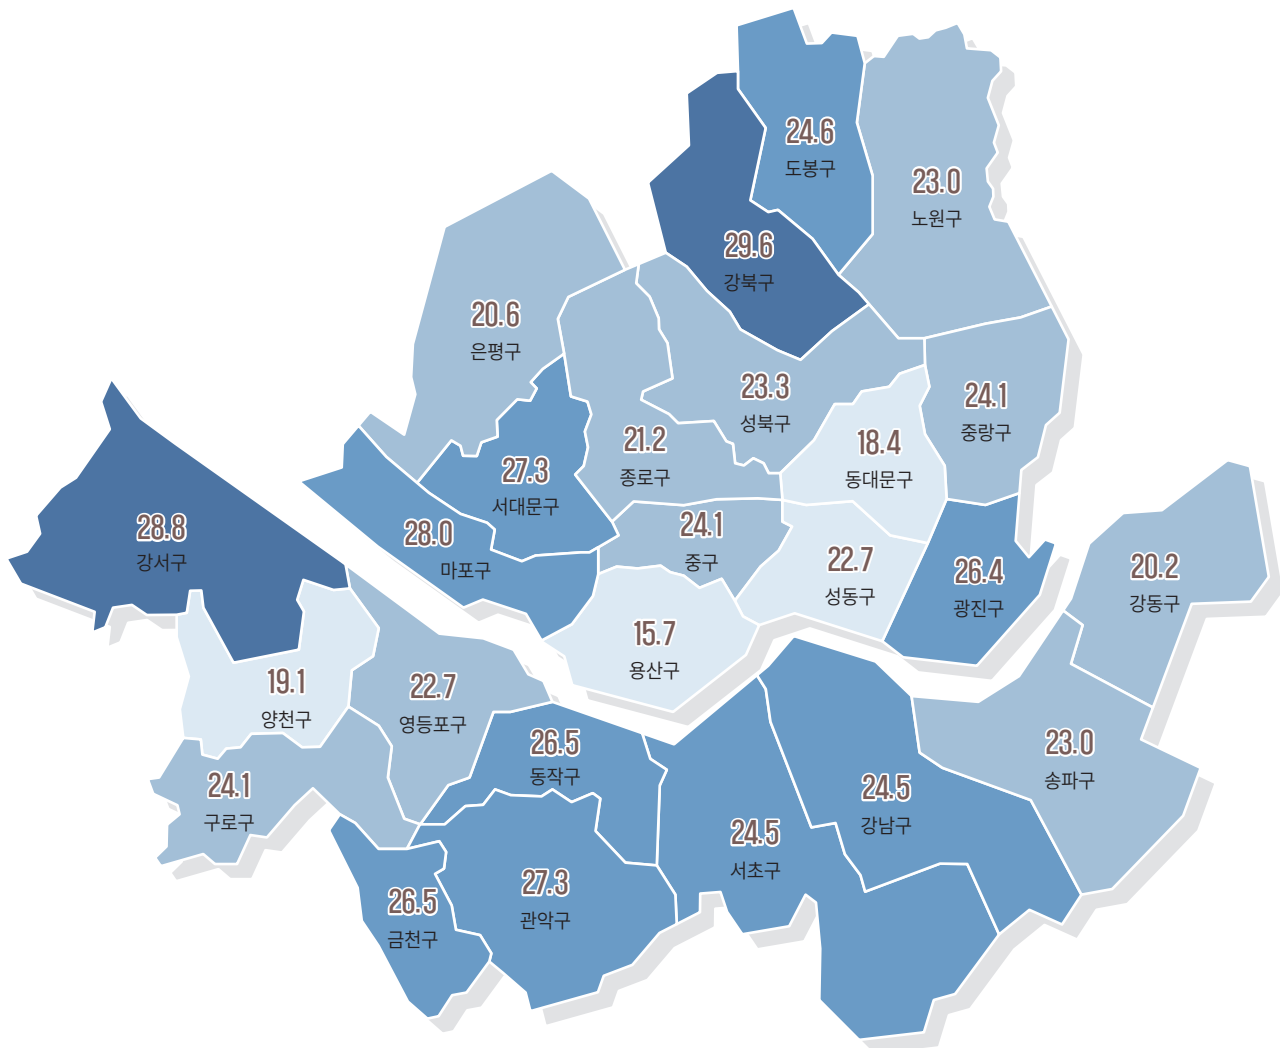 24.6
도봉구
23.0
노원구
29.6
강북구
20.6
은평구
23.3
성북구
24.1
중랑구
21.2
종로구
18.4
동대문구
27.3
서대문구
28.0
마포구
28.8
강서구
24.1
중구
22.7
성동구
26.4
광진구
20.2
강동구
15.7
용산구
19.1
양천구
22.7
영등포구
26.5
동작구
23.0
송파구
24.1
구로구
24.5
강남구
24.5
서초구
27.3
관악구
26.5
금천구